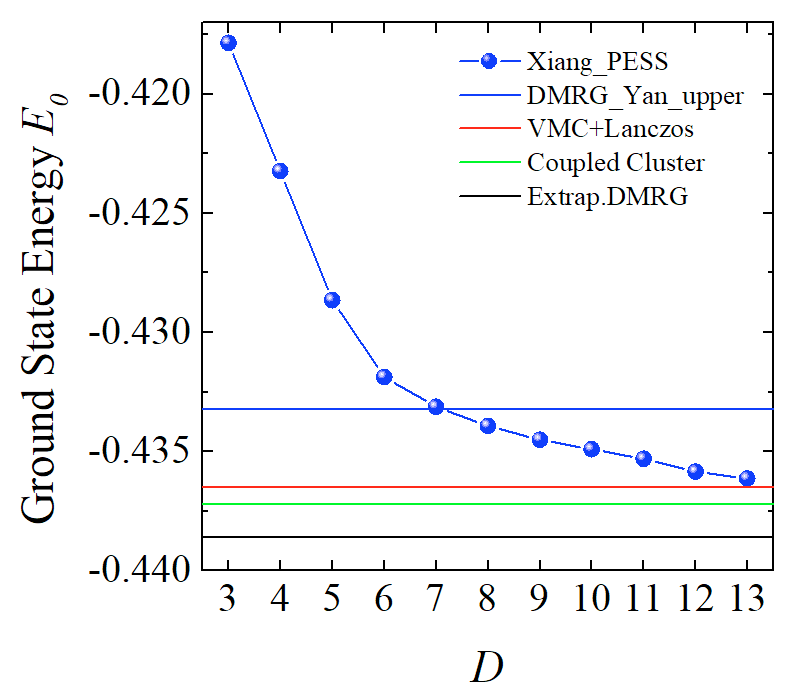 Ground State Energy E0
-0.420
-0.425
-0.430
-0.435
-0.440
Xiang_PESS
DMRG_Yan_upper
VMC+Lanczos
Coupled Cluster
Extrap.DMRG
3 4 5 6 7 8 9 10 11 12 13
D